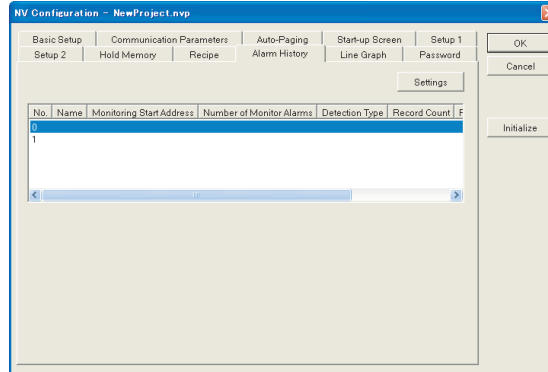 NV Configuration - NewProject.nvp
Basic Setup Communication Parameters Auto-Paging Start-up Screen Setup 1
Setup 2 Hold Memory Recipe Alarm History Line Graph Password
OK
Cancel
Settings
Initialize
No. Name Monitoring Start Address Number of Monitor Alarms Detection Type Record Count F
0
1